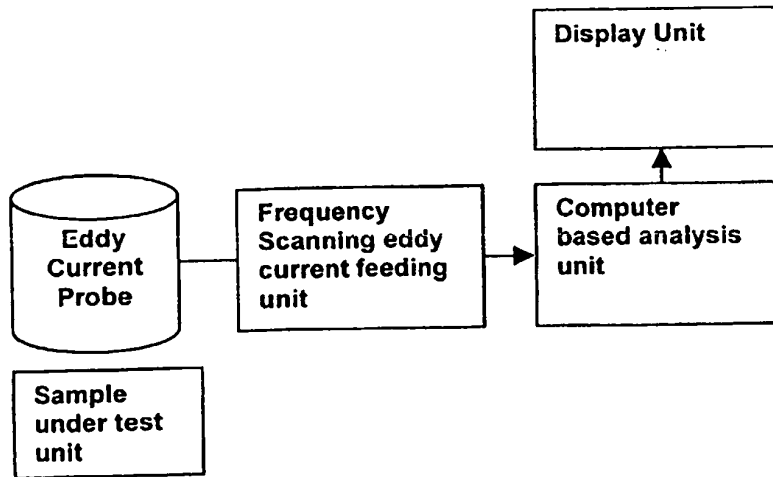 Display Unit
Eddy
Current
Probe
Frequency
Scanning eddy
current feeding
unit
Computer
based analysis
unit
Sample
under test
unit